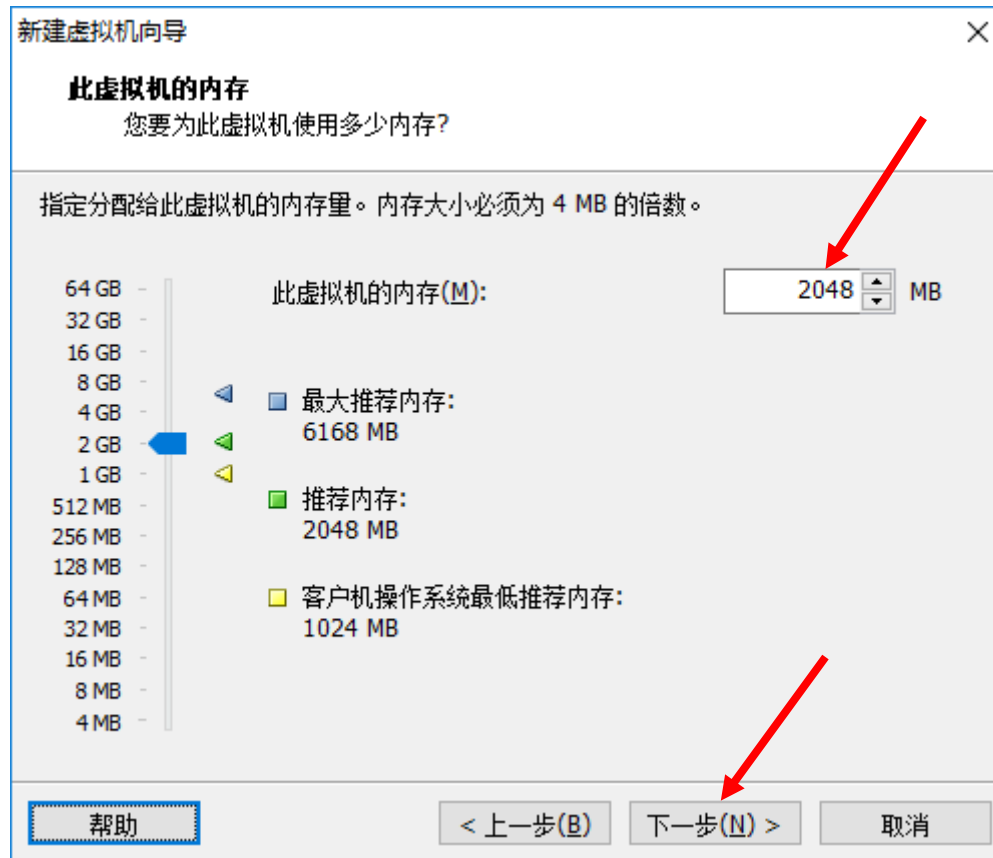 新建虚拟机向导
此虚拟机的内存
您要为此虚拟机使用多少内存?
指定分配给此虚拟机的内存量。内存大小必须为 4 MB 的倍数。
此虚拟机的内存(M): 2048 MB
64 GB
32 GB
16 GB
8 GB
4 GB
2 GB
1 GB
512 MB
256 MB
128 MB
64 MB
32 MB
16 MB
8 MB
4 MB
最大推荐内存:
6168 MB
推荐内存:
2048 MB
客户机操作系统最低推荐内存:
1024 MB
帮助 < 上一步(B) 下一步(N) > 取消